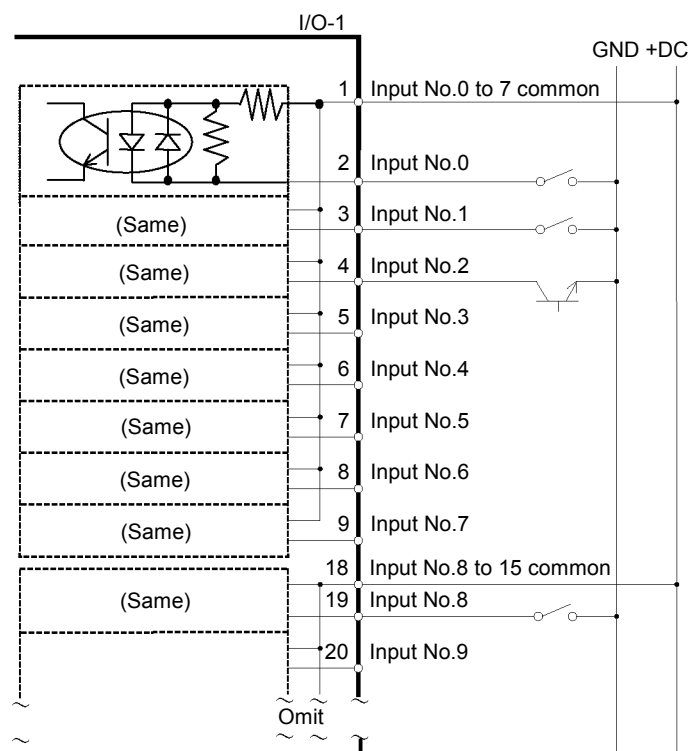 I/O-1
GND +DC
1 Input No.0 to 7 common
2 Input No.0
3 Input No.1
(Same)
4 Input No.2
(Same)
5 Input No.3
(Same)
6 Input No.4
(Same)
7 Input No.5
(Same)
8 Input No.6
(Same)
9 Input No.7
(Same)
18 Input No.8 to 15 common
19 Input No.8
(Same)
20 Input No.9
Omit